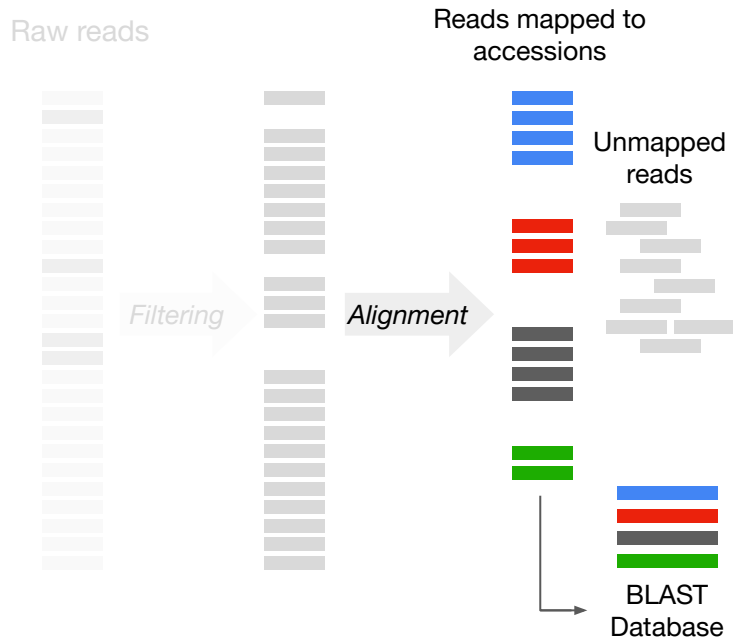 Raw reads
Reads mapped to
accessions
Unmapped
reads
Filtering
Alignment
BLAST
Database